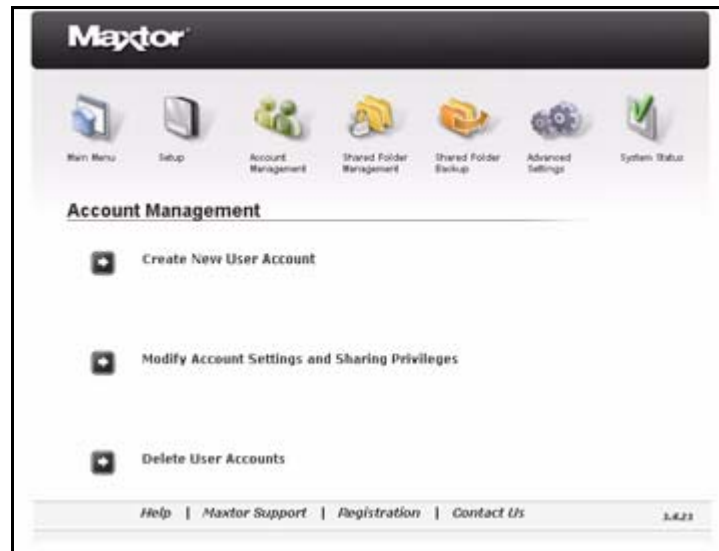 Maxtor
Main Menu
Setup
Account Management
Shared Folder Management
Shared Folder Backup
Advanced Settings
System Status
Account Management
Create New User Account
Modify Account Settings and Sharing Privileges
Delete User Accounts
Help | Maxtor Support | Registration | Contact Us